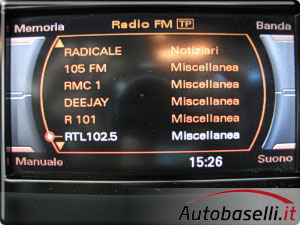 Memoria Radio FM TP Banda
RADICALE Notiziari
105 FM Miscellanea
RMC 1 Miscellanea
DEEJAY Miscellanea
R 101 Miscellanea
RTL102.5 Miscellanea
Manuale 15:26 Suono
Autobaselli.it